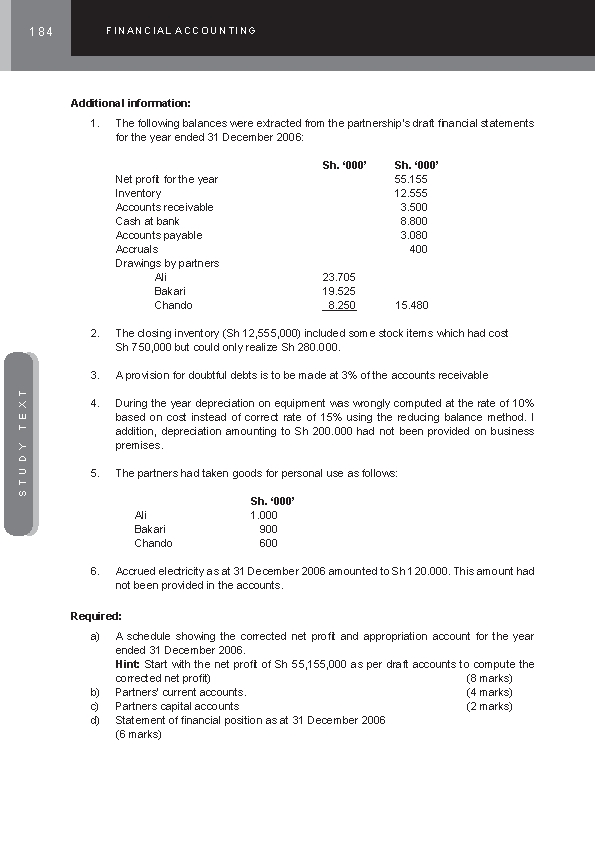 184
FINANCIAL ACCOUNTING
Additional information:
1. The following balances were extracted from the partnership's draft financial statements
for the year ended 31 December 2006:
Sh. ‘000’ Sh. ‘000’
Net profit for the year 55.155
Inventory 12.555
Accounts receivable 3.500
Cash at bank 8.800
Accounts payable 3.080
Accruals 400
Drawings by partners
Ali 23.705
Bakari 19.525
Chando 8.250 15.480
2. The closing inventory (Sh 12,555,000) included some stock items which had cost
Sh 750,000 but could only realize Sh 280.000.
3. A provision for doubtful debts is to be made at 3% of the accounts receivable
4. During the year depreciation on equipment was wrongly computed at the rate of 10%
based on cost instead of correct rate of 15% using the reducing balance method. I
addition, depreciation amounting to Sh 200.000 had not been provided on business
premises.
STUDY TEXT
5. The partners had taken goods for personal use as follows:
Sh. ‘000’
Ali 1.000
Bakari 900
Chando 600
6. Accrued electricity as at 31 December 2006 amounted to Sh 120.000. This amount had
not been provided in the accounts.
Required:
a) A schedule showing the corrected net profit and appropriation account for the year
ended 31 December 2006.
Hint: Start with the net profit of Sh 55,155,000 as per draft accounts to compute the
corrected net profit) (8 marks)
b) Partners' current accounts. (4 marks)
c) Partners capital accounts (2 marks)
d) Statement of financial position as at 31 December 2006
(6 marks)